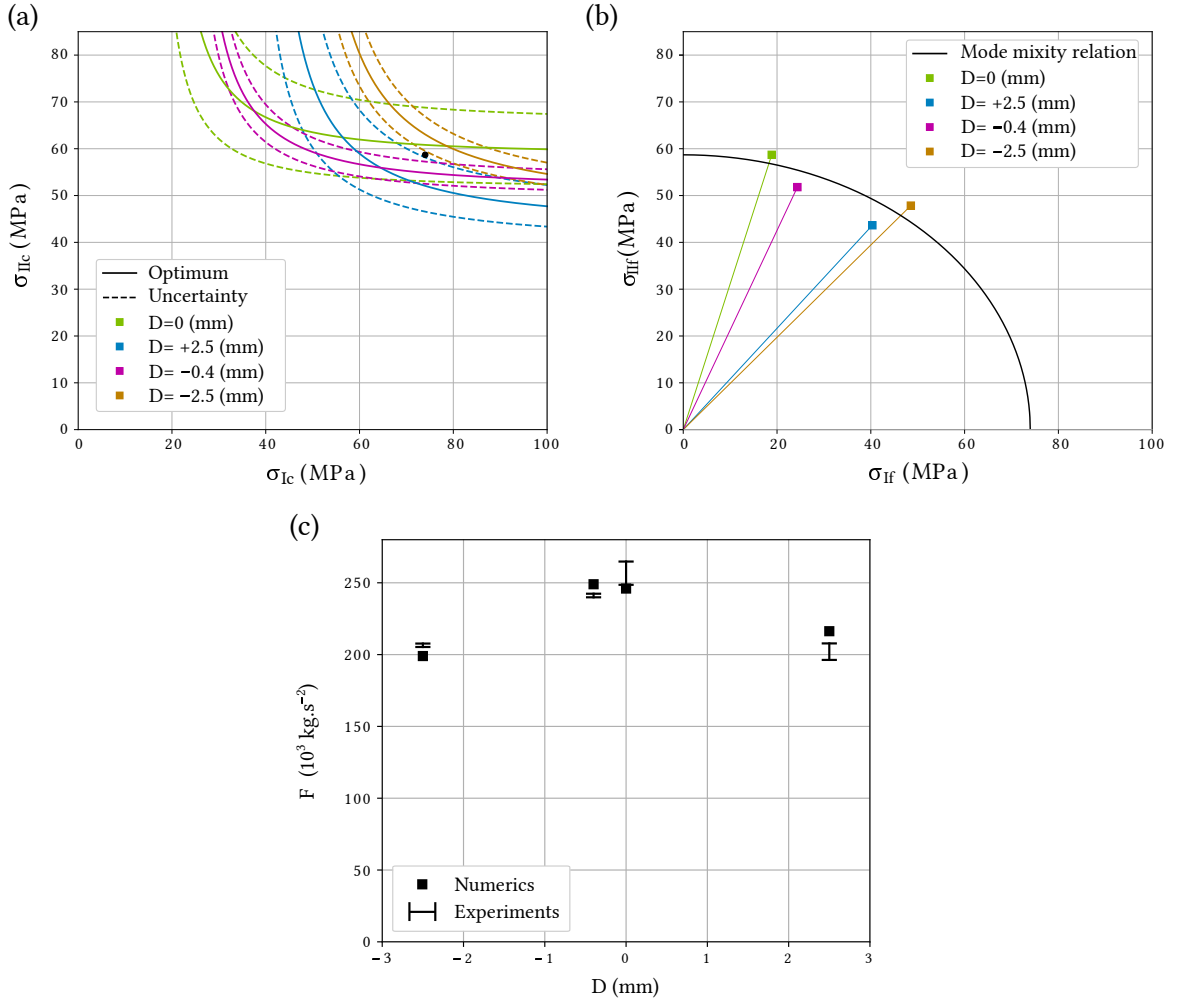 (a)
80
70
60
50
40
30
20
10
0
0 20 40 60 80 100
σIIc (MPa)
σIc (MPa)
Optimum
Uncertainty
D=0 (mm)
D= +2.5 (mm)
D= −0.4 (mm)
D= −2.5 (mm)
(b)
80
70
60
50
40
30
20
10
0
0 20 40 60 80 100
σIIf (MPa)
σIf (MPa)
Mode mixity relation
D=0 (mm)
D= +2.5 (mm)
D= −0.4 (mm)
D= −2.5 (mm)
(c)
250
200
150
100
50
0
−3 −2 −1 0 1 2 3
F (10³ kg.s⁻²)
D (mm)
Numerics
Experiments